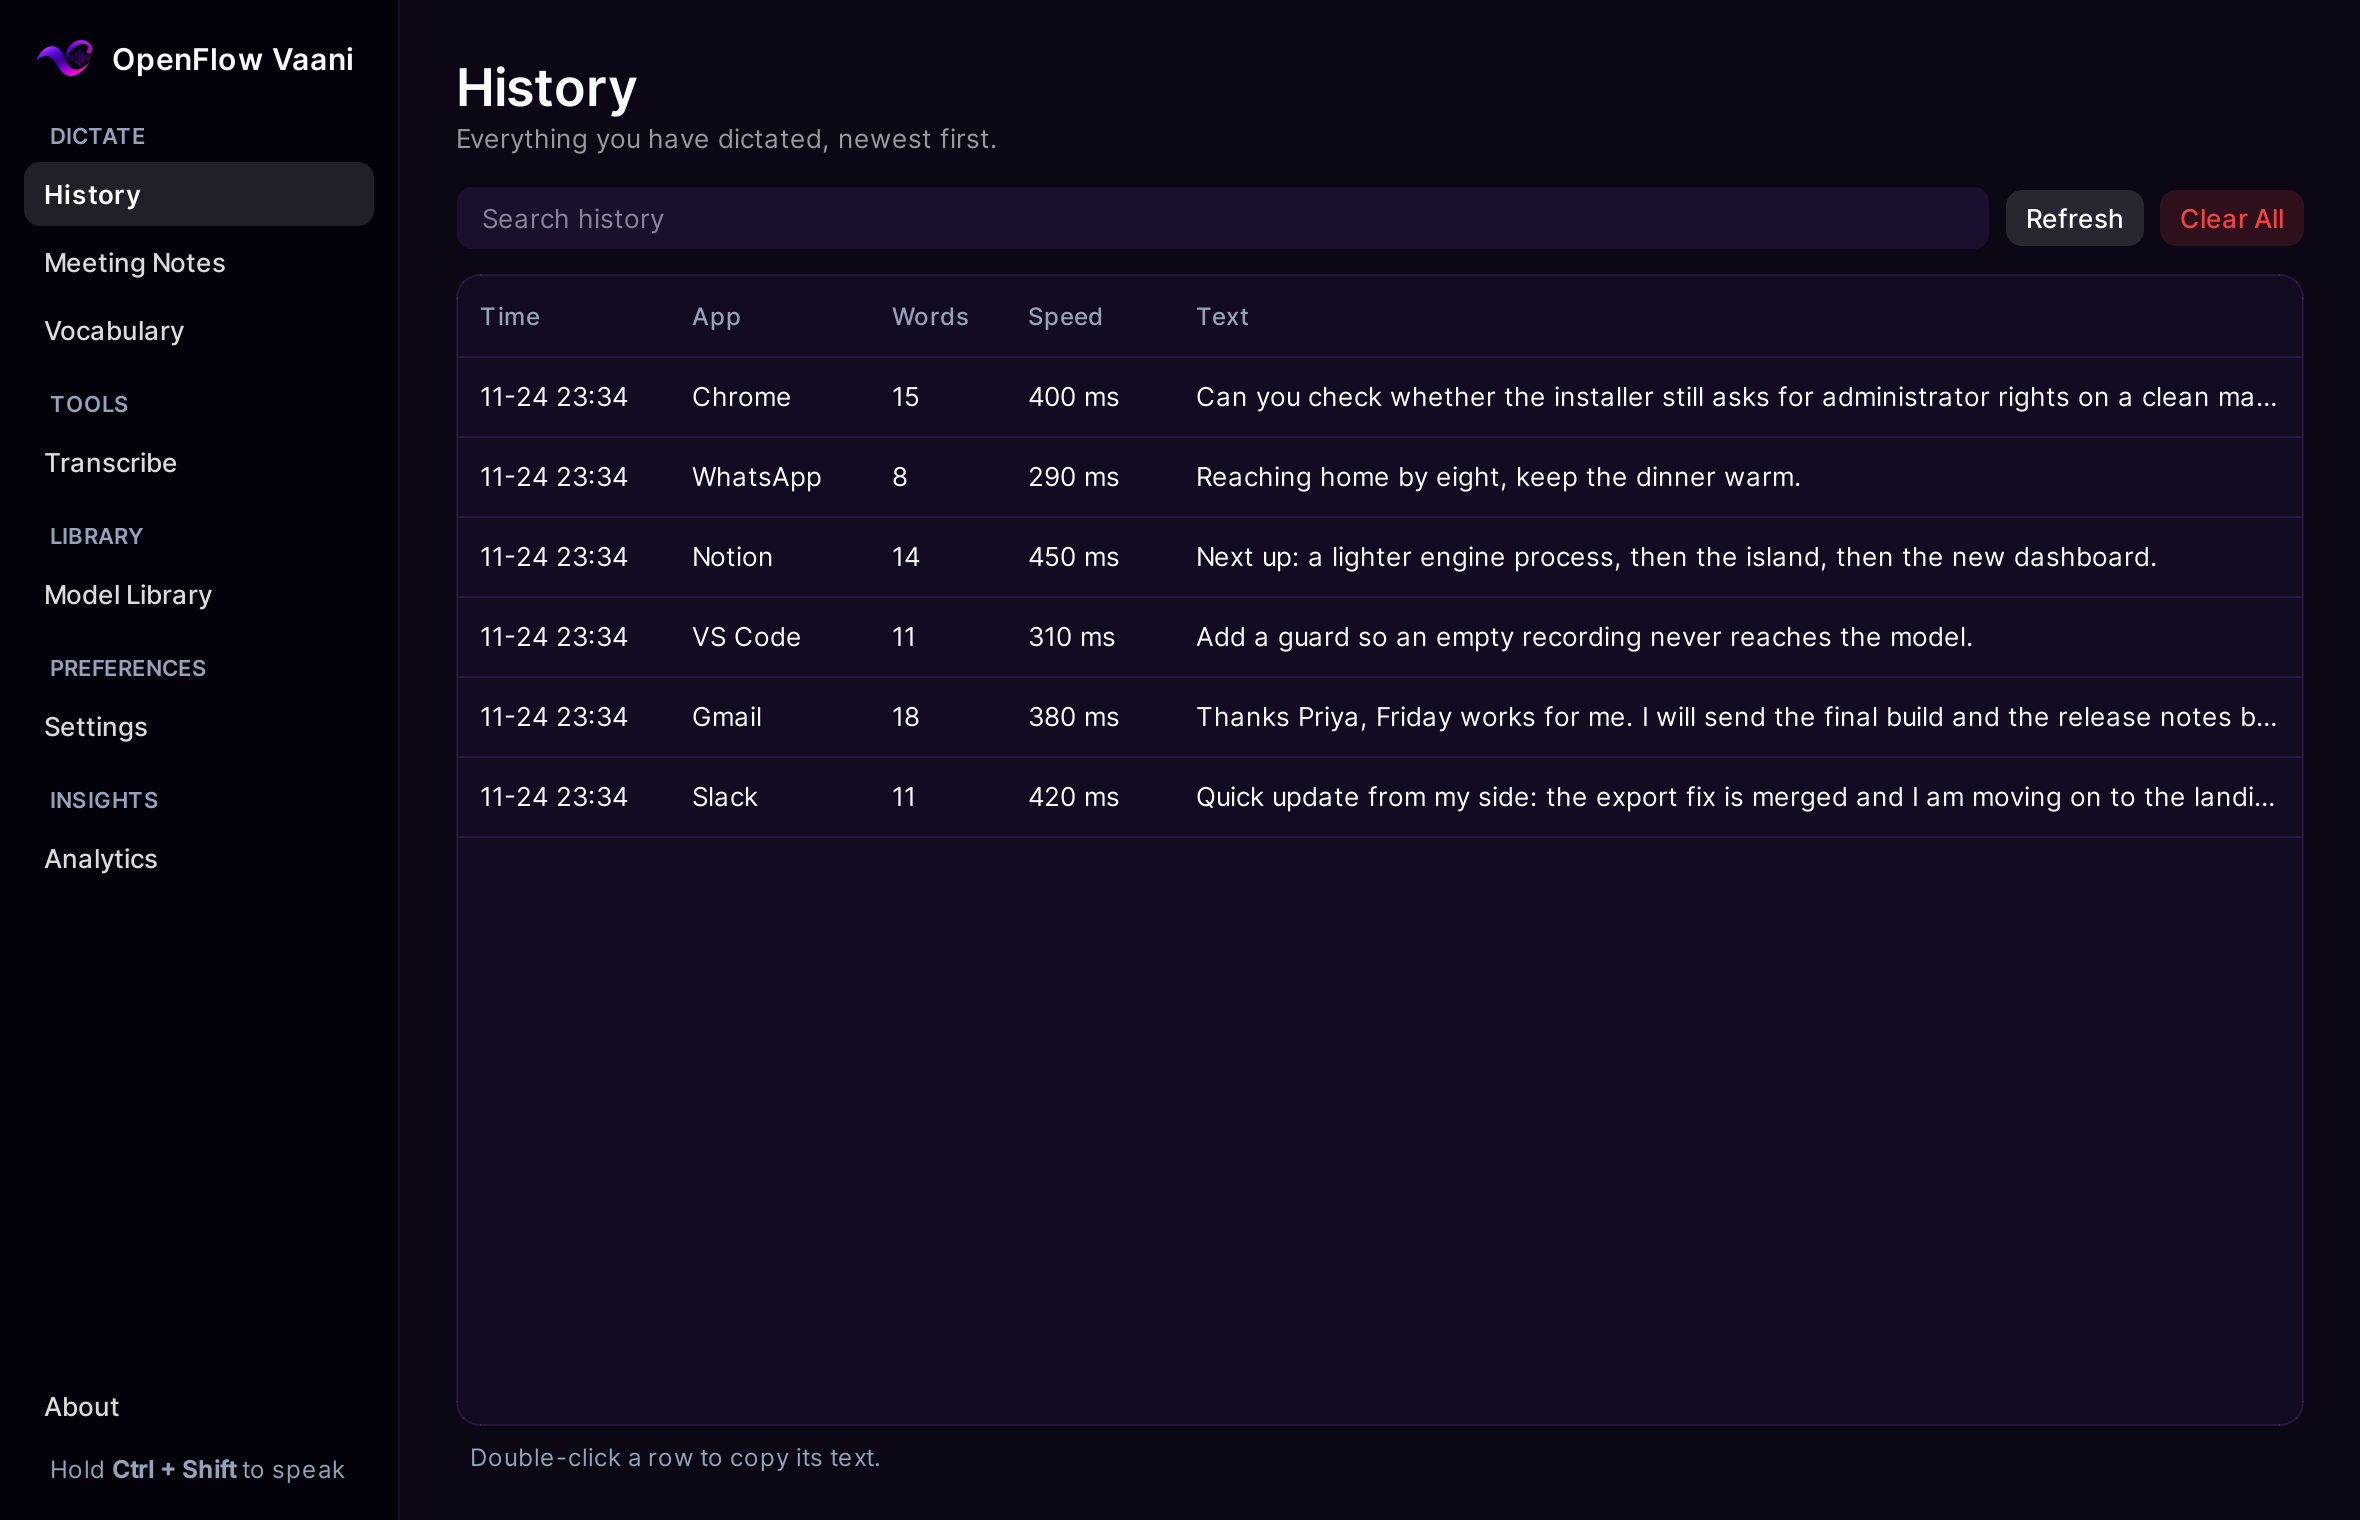 OpenFlow Vaani
DICTATE
History
Meeting Notes
Vocabulary
TOOLS
Transcribe
LIBRARY
Model Library
PREFERENCES
Settings
INSIGHTS
Analytics
About
Hold Ctrl + Shift to speak
History
Everything you have dictated, newest first.
Search history Refresh Clear All
Time App Words Speed Text
11-24 23:34 Chrome 15 400 ms Can you check whether the installer still asks for administrator rights on a clean ma...
11-24 23:34 WhatsApp 8 290 ms Reaching home by eight, keep the dinner warm.
11-24 23:34 Notion 14 450 ms Next up: a lighter engine process, then the island, then the new dashboard.
11-24 23:34 VS Code 11 310 ms Add a guard so an empty recording never reaches the model.
11-24 23:34 Gmail 18 380 ms Thanks Priya, Friday works for me. I will send the final build and the release notes b...
11-24 23:34 Slack 11 420 ms Quick update from my side: the export fix is merged and I am moving on to the landi...
Double-click a row to copy its text.